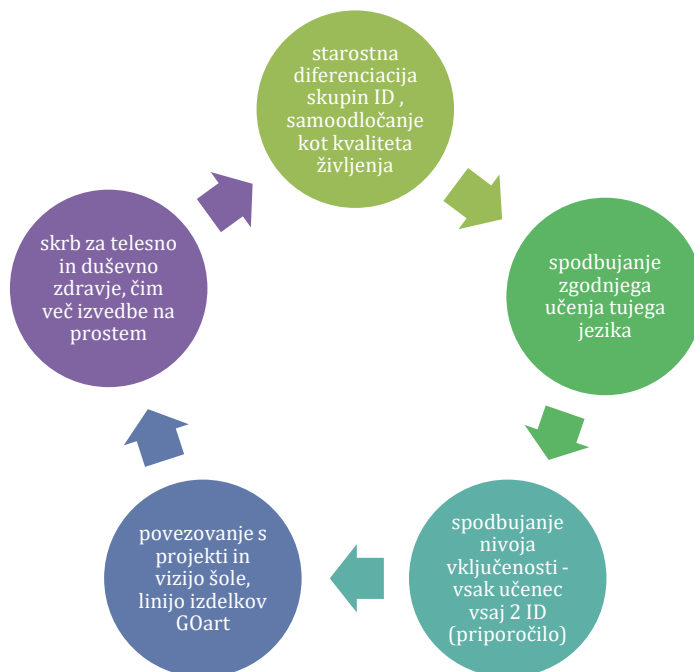 starostna
diferenciacija
skupin ID ,
samoodločanje
kot kvaliteta
življenja
spodbujanje
zgodnjega
učenja tujega
jezika
spodbujanje
nivoja
vključenosti -
vsak učenec
vsaj 2 ID
(priporočilo)
povezovanje s
projekti in
vizijo šole,
linijo izdelkov
GOart
skrb za telesno
in duševno
zdravje, čim
več izvedbe na
prostem